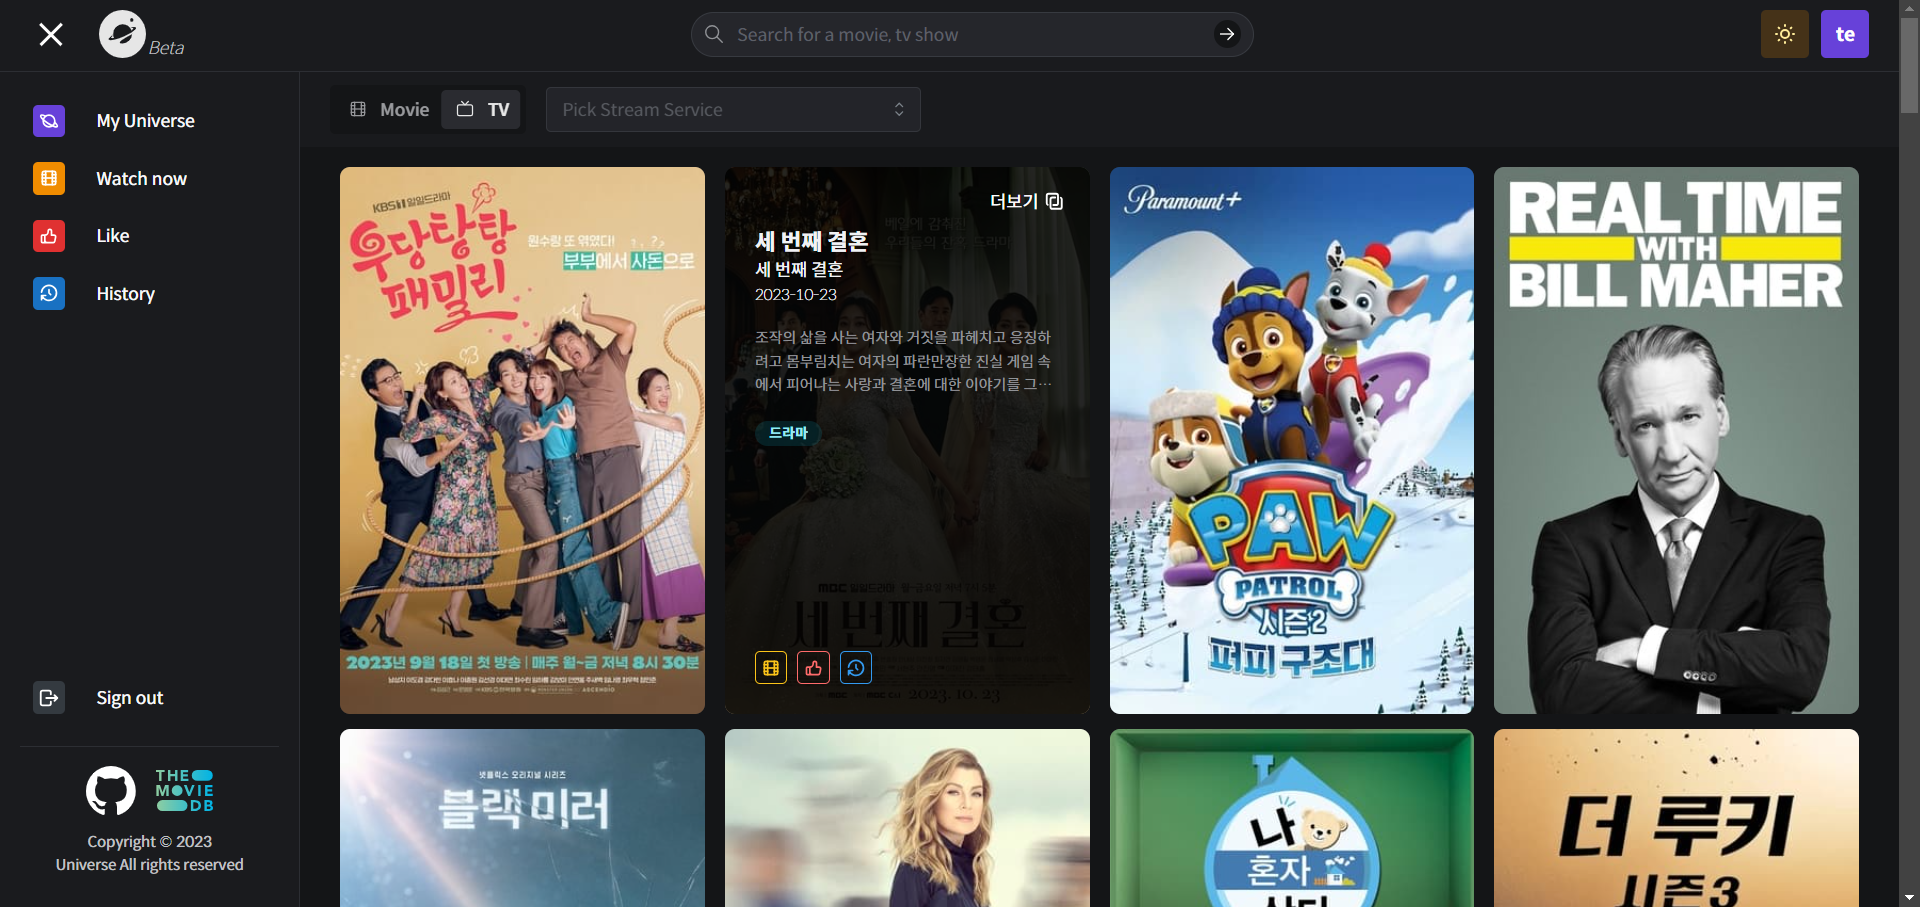 Beta
Search for a movie, tv show
te
My Universe
Watch now
Like
History
Sign out
THE
MOVIE
DB
Copyright © 2023
Universe All rights reserved
Movie
TV
Pick Stream Service
KBS 일일드라마
우당탕탕
패밀리
원수랑 또 엮였다!
부부에서 사돈으로
2023년 9월 18일 첫 방송 | 매주 월~금 저녁 8시 30분
더보기
세 번째 결혼
세 번째 결혼
2023-10-23
조작의 삶을 사는 여자와 거짓을 파헤치고 응징하
려고 몸부림치는 여자의 파란만장한 진실 게임 속
에서 피어나는 사랑과 결혼에 대한 이야기를 그…
드라마
MBC 일일드라마
세 번째 결혼
2023. 10. 23
Paramount+
PAW
PATROL
시즌2
퍼피 구조대
REAL TIME
WITH
BILL MAHER
넷플릭스 오리지널 시리즈
블랙 미러
나
혼자
산다
더 루키
시즌3